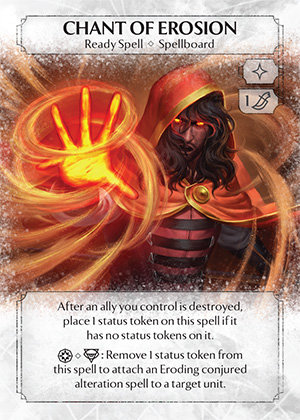 CHANT OF EROSION
Ready Spell ◇ Spellboard
1
After an ally you control is destroyed,
place 1 status token on this spell if it
has no status tokens on it.
◇ : Remove 1 status token from
this spell to attach an Eroding conjured
alteration spell to a target unit.